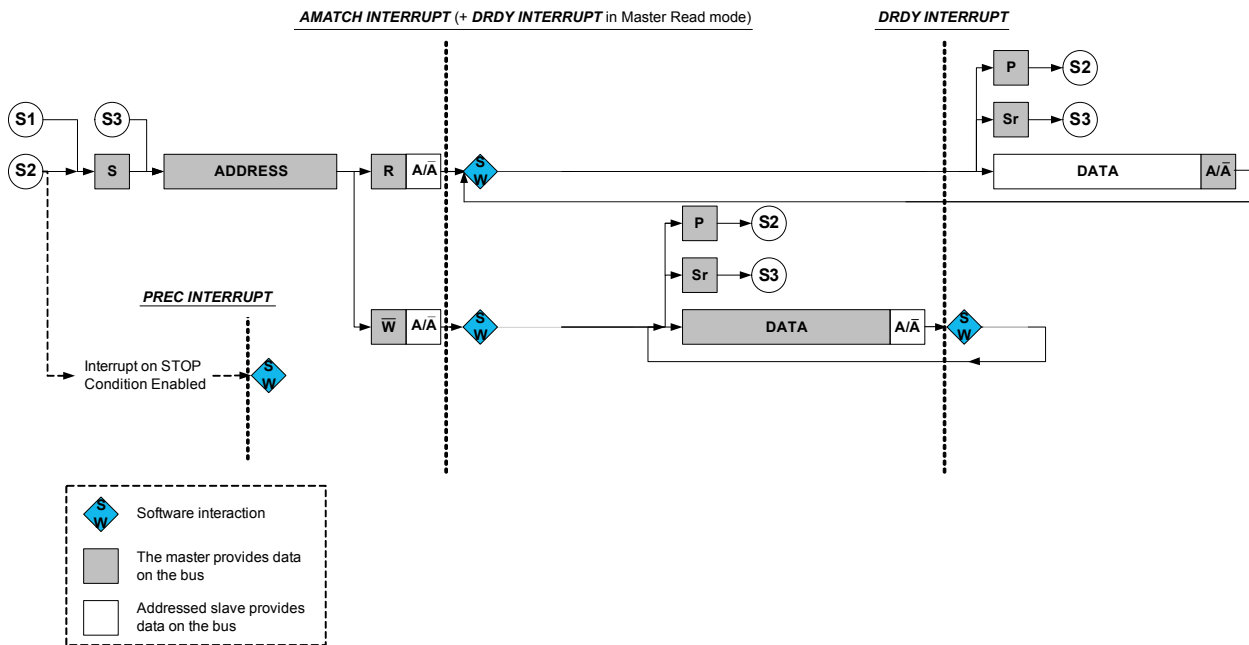 AMATCH INTERRUPT (+ DRDY INTERRUPT in Master Read mode)
DRDY INTERRUPT
P
S2
S1
S3
Sr
S3
S2
S
ADDRESS
R
A/A̅
S
W
DATA
A/A̅
P
S2
Sr
S3
PREC INTERRUPT
W̅
A/A̅
S
W
DATA
A/A̅
S
W
Interrupt on STOP
Condition Enabled
S
W
S
W
Software interaction
The master provides data
on the bus
Addressed slave provides
data on the bus